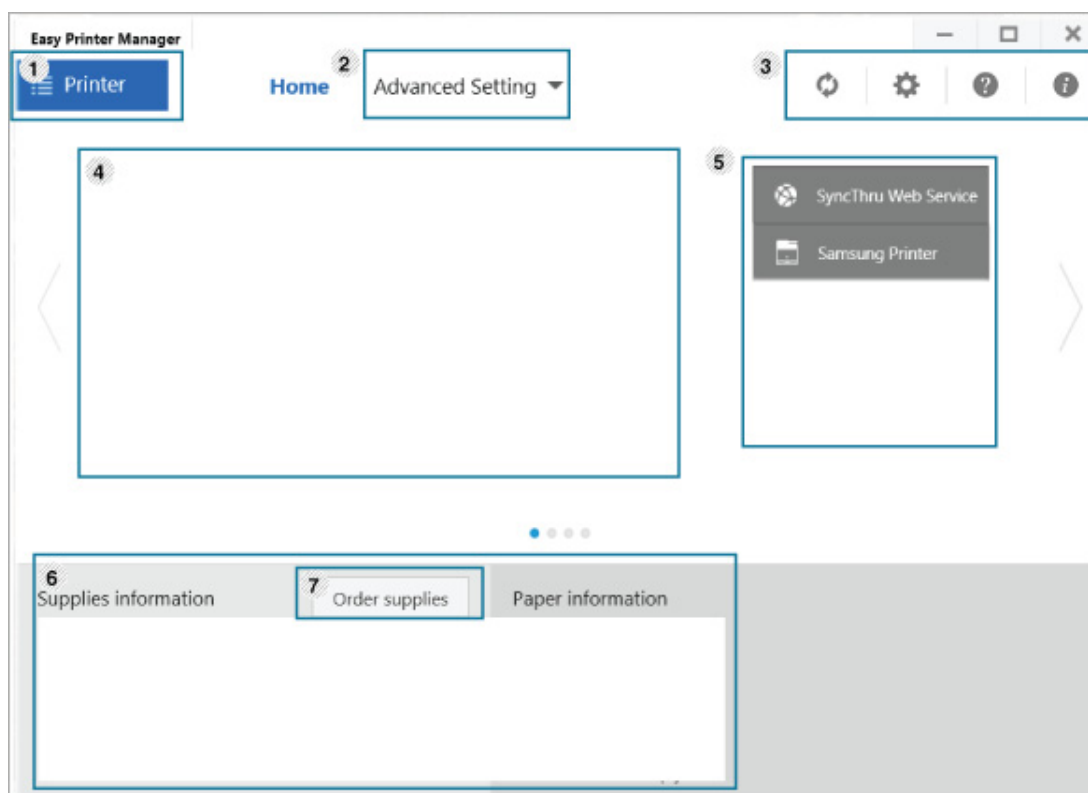 Easy Printer Manager
1
Printer
Home
2
Advanced Setting
3
4
5
SyncThru Web Service
Samsung Printer
6
Supplies information
7
Order supplies
Paper information